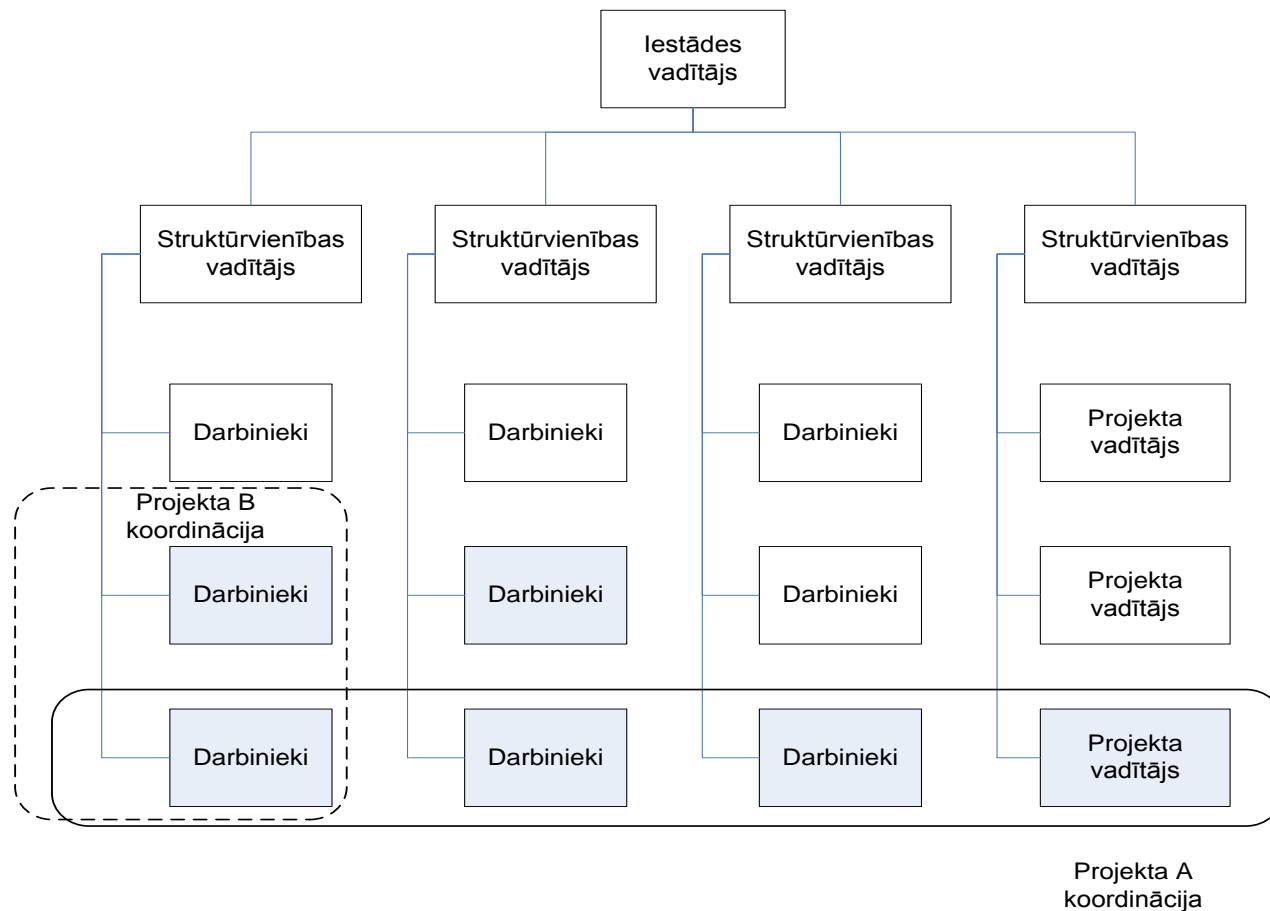 Iestādes
vadītājs
Struktūrvienības
vadītājs
Struktūrvienības
vadītājs
Struktūrvienības
vadītājs
Struktūrvienības
vadītājs
Darbinieki
Darbinieki
Darbinieki
Projekta
vadītājs
Projekta B
koordinācija
Darbinieki
Darbinieki
Darbinieki
Projekta
vadītājs
Darbinieki
Darbinieki
Darbinieki
Projekta
vadītājs
Projekta A
koordinācija